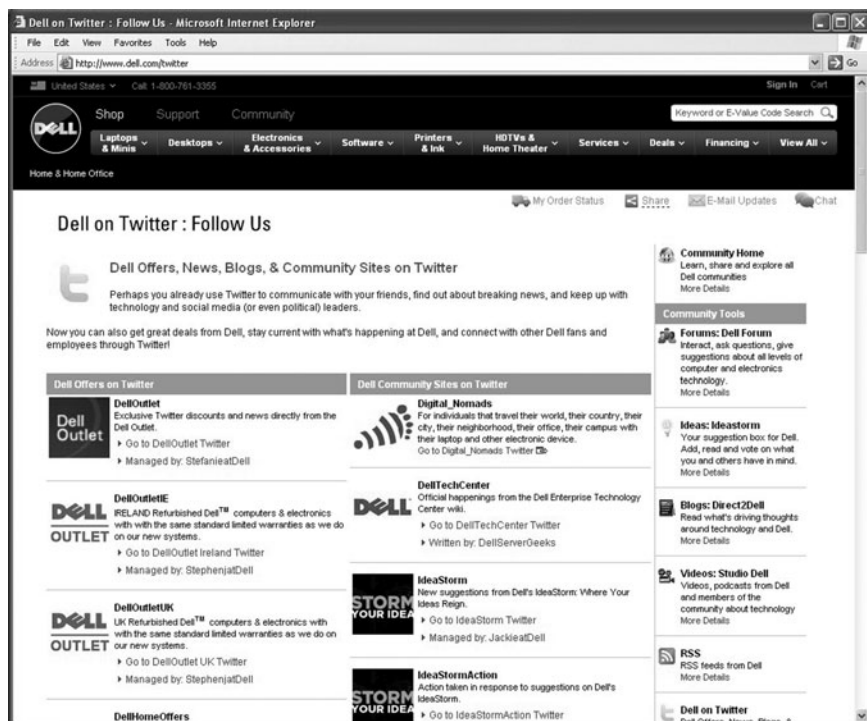 Dell on Twitter : Follow Us - Microsoft Internet Explorer
File Edit View Favorites Tools Help
Address http://www.dell.com/twitter Go
United States Call 1-800-761-3355 Sign In Cart
DELL
Shop Support Community
Keyword or E-Value Code Search
Laptops & Minis
Desktops
Electronics & Accessories
Software
Printers & Ink
HDTVs & Home Theater
Services
Deals
Financing
View All
Home & Home Office
My Order Status Share E-Mail Updates Chat
Dell on Twitter : Follow Us
Dell Offers, News, Blogs, & Community Sites on Twitter
Perhaps you already use Twitter to communicate with your friends, find out about breaking news, and keep up with
technology and social media (or even political) leaders.
Now you can also get great deals from Dell, stay current with what's happening at Dell, and connect with other Dell fans and
employees through Twitter!
Dell Offers on Twitter
Dell
Outlet
DellOutlet
Exclusive Twitter discounts and news directly from the
Dell Outlet.
Go to DellOutlet Twitter
Managed by: StefanieatDell
DELL
OUTLET
DellOutletIE
IRELAND Refurbished Dell™ computers & electronics
with with the same standard limited warranties as we do
on our new systems.
Go to DellOutlet Ireland Twitter
Managed by: StephenjatDell
DELL
OUTLET
DellOutletUK
UK Refurbished Dell™ computers & electronics with
with the same standard limited warranties as we do on
our new systems.
Go to DellOutlet UK Twitter
Managed by: StephenjatDell
DellHomeOffers
Dell Community Sites on Twitter
Digital_Nomads
For individuals that travel their world, their country, their
city, their neighborhood, their office, their campus with
their laptop and other electronic device.
Go to Digital_Nomads Twitter
DELL
DellTechCenter
Official happenings from the Dell Enterprise Technology
Center wiki.
Go to DellTechCenter Twitter
Written by: DellServerGeeks
STORM
YOUR IDEA
IdeaStorm
New suggestions from Dell's IdeaStorm: Where Your
Ideas Reign.
Go to IdeaStorm Twitter
Managed by: JackieatDell
STORM
YOUR IDEA
IdeaStormAction
Action taken in response to suggestions on Dell's
IdeaStorm.
Go to IdeaStormAction Twitter
Community Home
Learn, share and explore all
Dell communities
More Details
Community Tools
Forums: Dell Forum
Interact, ask questions, give
suggestions about all levels of
computer and electronics
technology.
More Details
Ideas: Ideastorm
Your suggestion box for Dell.
Add, read and vote on what
you and others have in mind.
More Details
Blogs: Direct2Dell
Read what's driving thoughts
around technology and Dell.
More Details
Videos: Studio Dell
Videos, podcasts from Dell
and members of the
community about technology
More Details
RSS
RSS feeds from Dell
More Details
Dell on Twitter
Dell Offers, News, Blogs, &